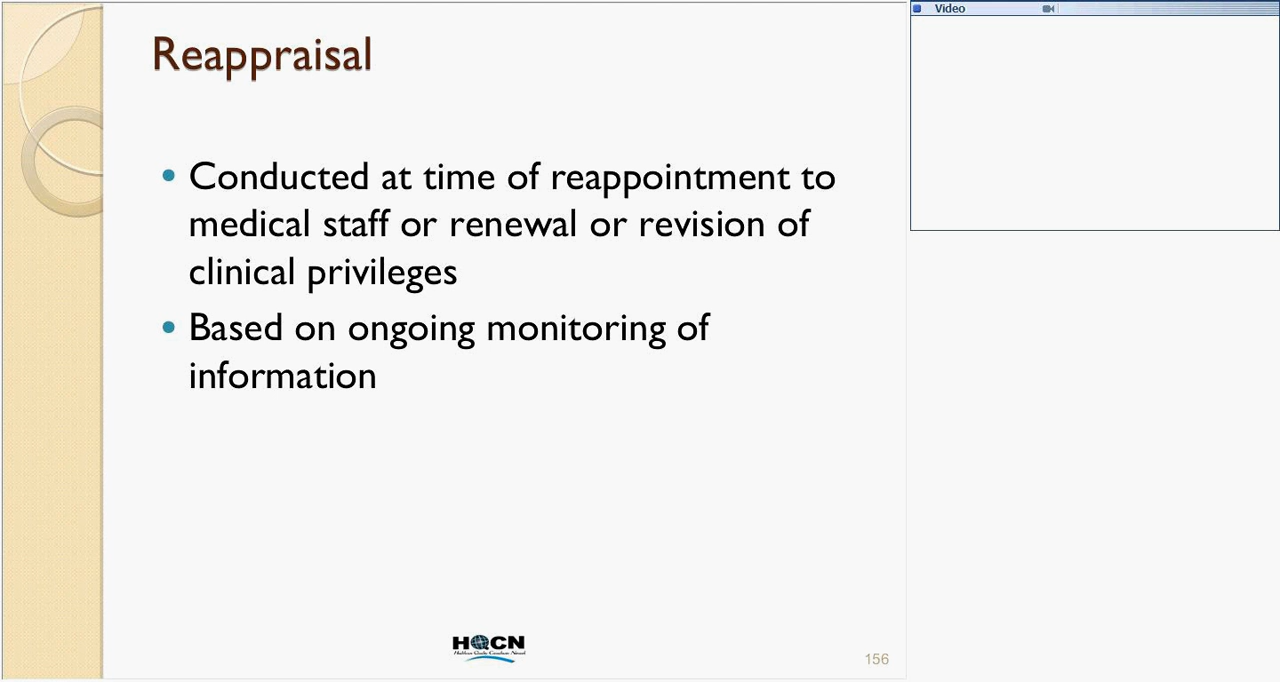 Reappraisal
• Conducted at time of reappointment to
medical staff or renewal or revision of
clinical privileges
• Based on ongoing monitoring of
information
HQCN
156
Video